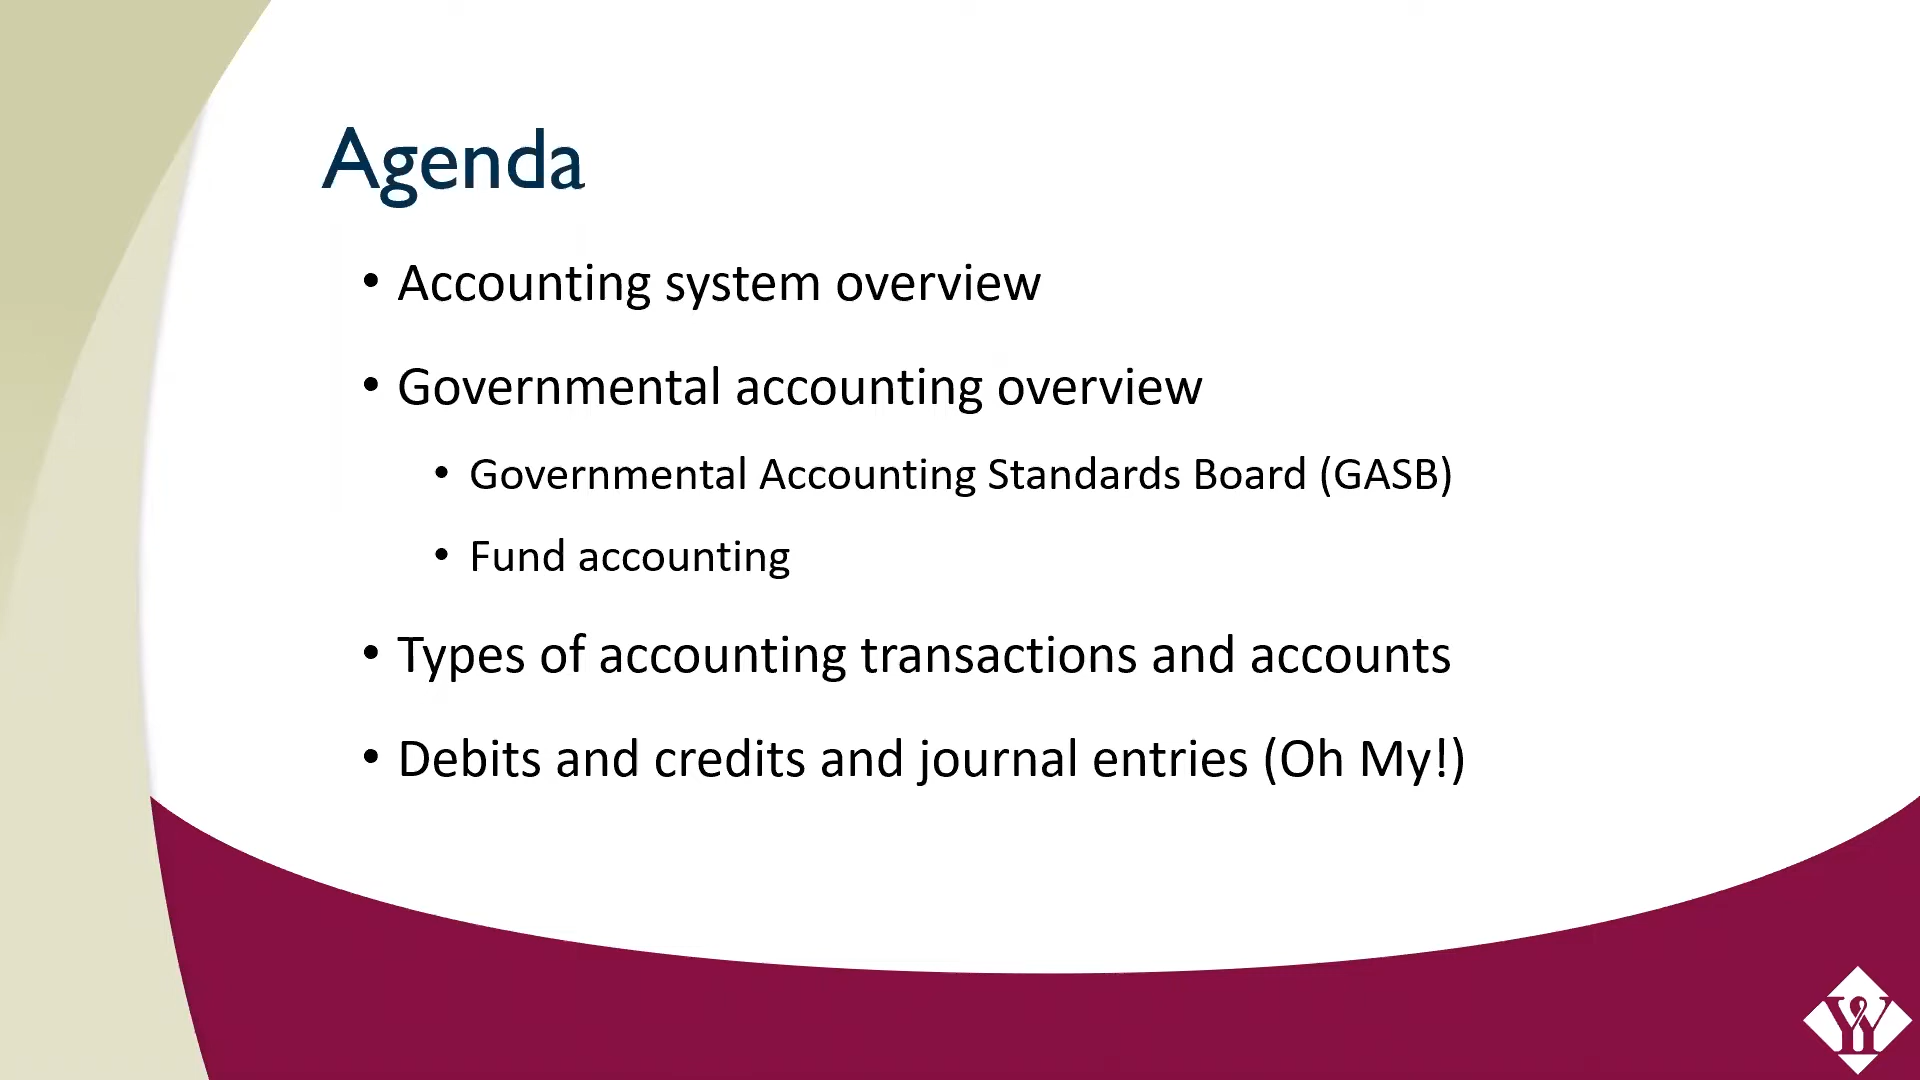 Agenda
• Accounting system overview
• Governmental accounting overview
• Governmental Accounting Standards Board (GASB)
• Fund accounting
• Types of accounting transactions and accounts
• Debits and credits and journal entries (Oh My!)